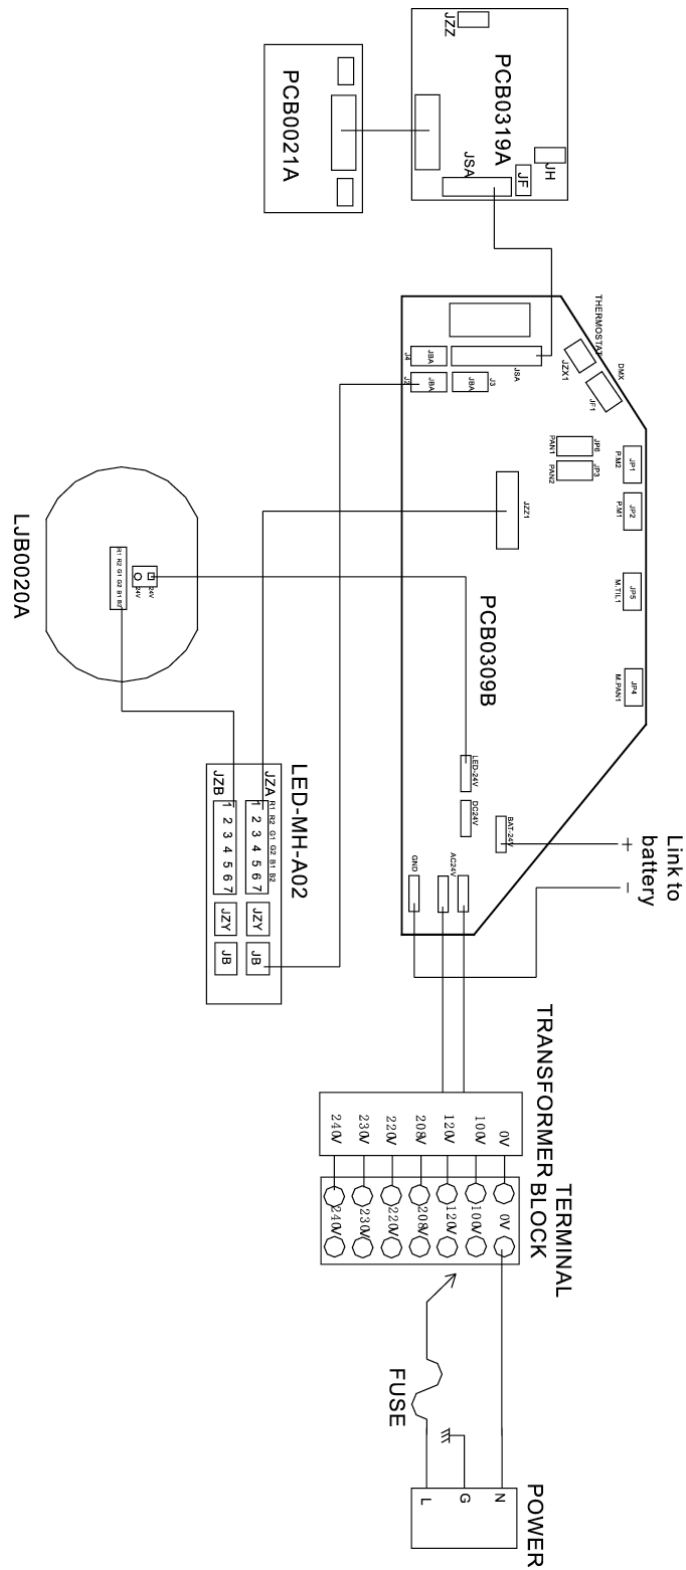 JZZ
PCB0319A
JH
JF
JSA
PCB0021A
THERMOSTAT
DMX
JZX1
JF1
JSA
J4
JBA
J2
JBA
JBA
J3
PAN1
JP6
JP3
PAN2
JP1
P.M2
JP2
P.M1
JP5
M.TIL1
JP4
M.PAN1
JZZ1
PCB0309B
LED-24V
DC24V
BAT-24V
AC24V
GND
Link to
battery
+
−
LJB0020A
R1 R2 G1 G2 B1 B2
24V
24V
LED-MH-A02
JZA
R1 R2 G1 G2 B1 B2
1 2 3 4 5 6 7
JZY
JB
JZB
1 2 3 4 5 6 7
JZY
JB
TRANSFORMER
0V
100V
120V
208V
220V
230V
240V
TERMINAL
BLOCK
0V
100V
120V
208V
220V
230V
240V
FUSE
POWER
N
G
L